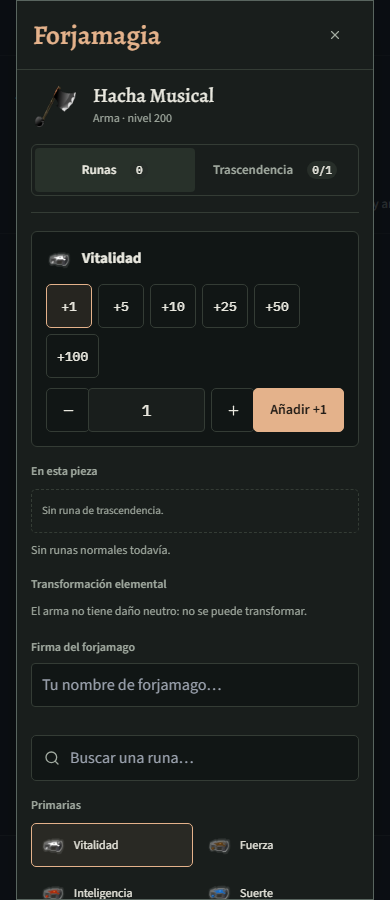 Forjamagia
×
Hacha Musical
Arma · nivel 200
Runas 0 Trascendencia 0/1
Vitalidad
+1 +5 +10 +25 +50
+100
− 1 + Añadir +1
En esta pieza
Sin runa de trascendencia.
Sin runas normales todavía.
Transformación elemental
El arma no tiene daño neutro: no se puede transformar.
Firma del forjamago
Tu nombre de forjamago…
Buscar una runa…
Primarias
Vitalidad Fuerza
Inteligencia Suerte